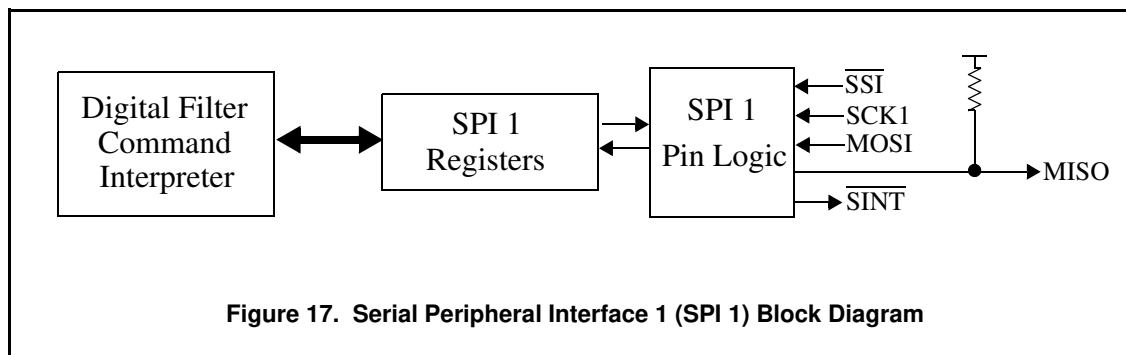 Digital Filter
Command
Interpreter
SPI 1
Registers
SPI 1
Pin Logic
SSI
SCK1
MOSI
MISO
SINT
Figure 17. Serial Peripheral Interface 1 (SPI 1) Block Diagram